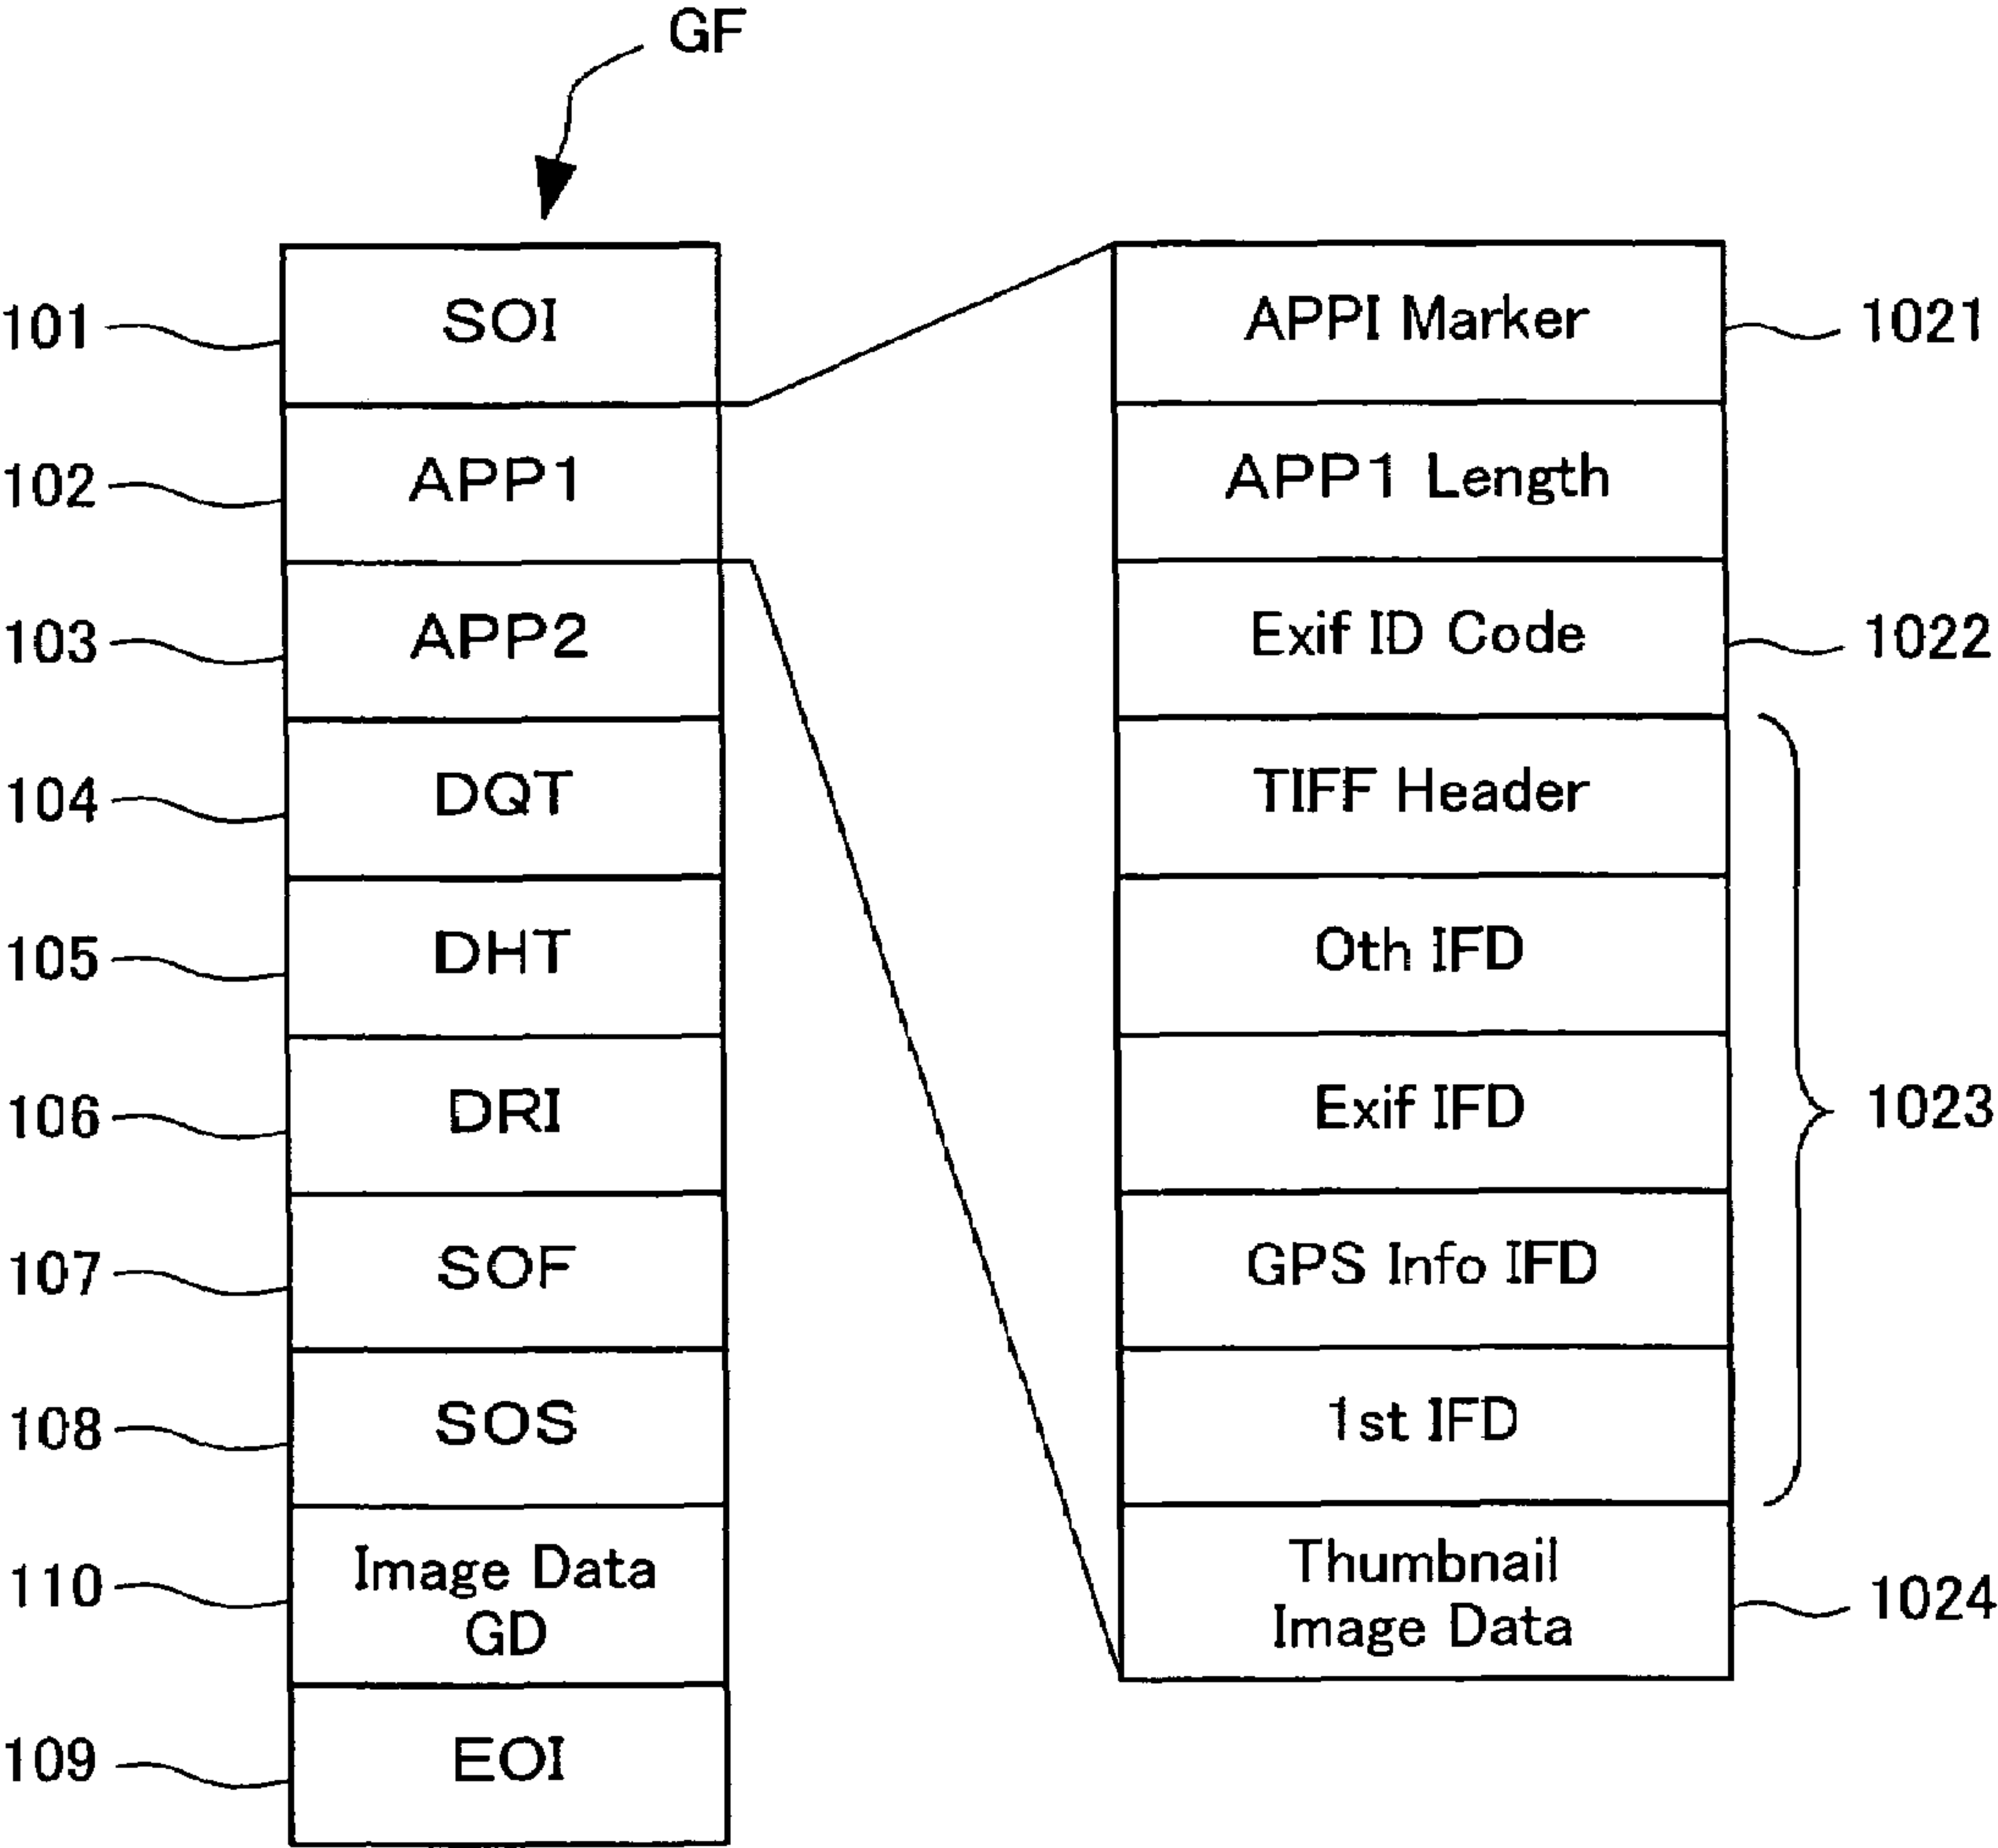 GF
101 SOI
102 APP1
103 APP2
104 DQT
105 DHT
106 DRI
107 SOF
108 SOS
110 Image Data
GD
109 EOI
APPI Marker 1021
APP1 Length
Exif ID Code 1022
TIFF Header
Oth IFD
Exif IFD
1023
GPS Info IFD
1st IFD
Thumbnail
Image Data
1024